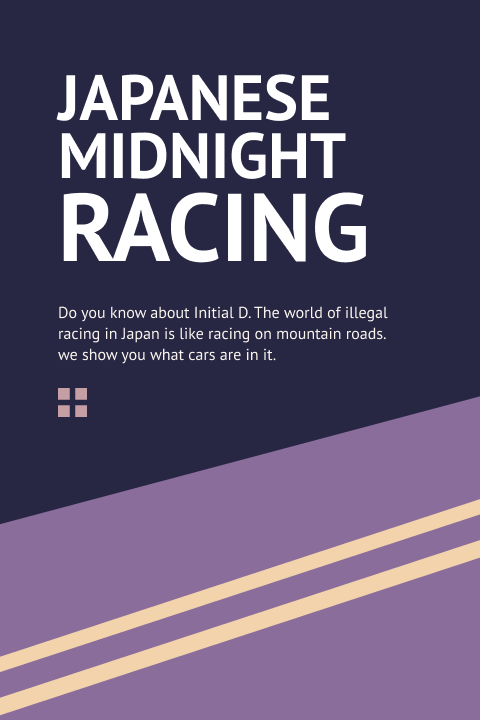 JAPANESE
MIDNIGHT
RACING
Do you know about Initial D. The world of illegal
racing in Japan is like racing on mountain roads.
we show you what cars are in it.